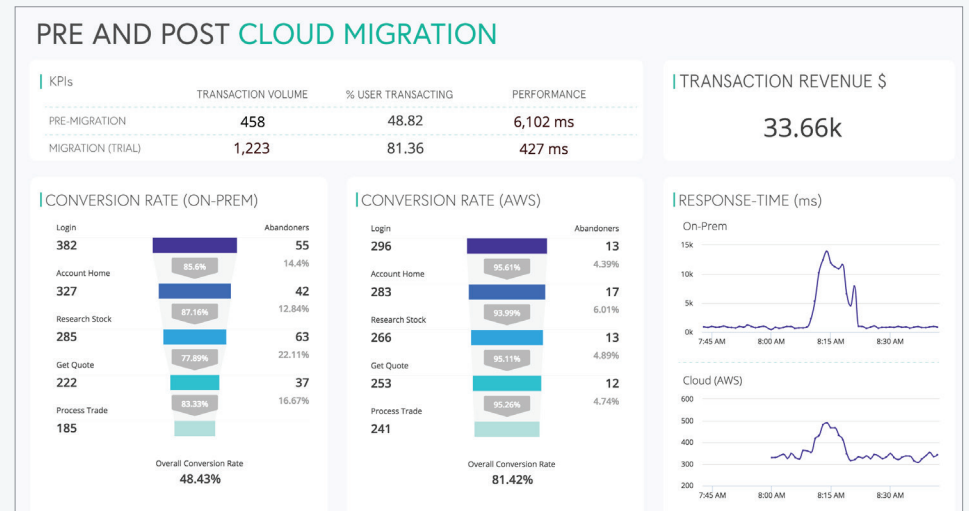 PRE AND POST CLOUD MIGRATION
KPIs
TRANSACTION VOLUME % USER TRANSACTING PERFORMANCE
PRE-MIGRATION 458 48.82 6,102 ms
MIGRATION (TRIAL) 1,223 81.36 427 ms
TRANSACTION REVENUE $
33.66k
CONVERSION RATE (ON-PREM)
Login Abandoners
382 55
85.6% 14.4%
Account Home
327 42
87.16% 12.84%
Research Stock
285 63
77.89% 22.11%
Get Quote
222 37
83.33% 16.67%
Process Trade
185
Overall Conversion Rate
48.43%
CONVERSION RATE (AWS)
Login Abandoners
296 13
95.61% 4.39%
Account Home
283 17
93.99% 6.01%
Research Stock
266 13
95.11% 4.89%
Get Quote
253 12
95.26% 4.74%
Process Trade
241
Overall Conversion Rate
81.42%
RESPONSE-TIME (ms)
On-Prem
15k
10k
5k
0k
7:45 AM 8:00 AM 8:15 AM 8:30 AM
Cloud (AWS)
600
500
400
300
200
7:45 AM 8:00 AM 8:15 AM 8:30 AM